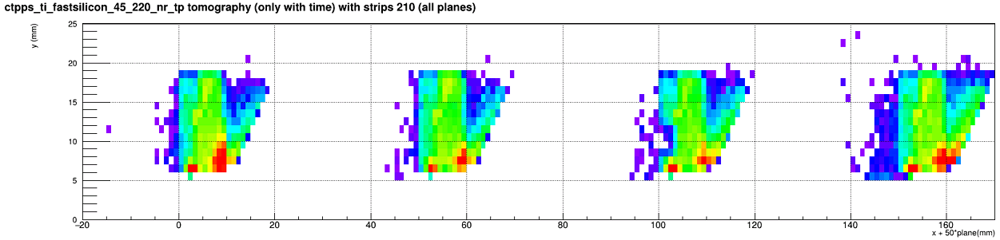 ctpps_ti_fastsilicon_45_220_nr_tp tomography (only with time) with strips 210 (all planes)
y (mm)
25
20
15
10
5
0
−20 0 20 40 60 80 100 120 140 160
x + 50*plane(mm)